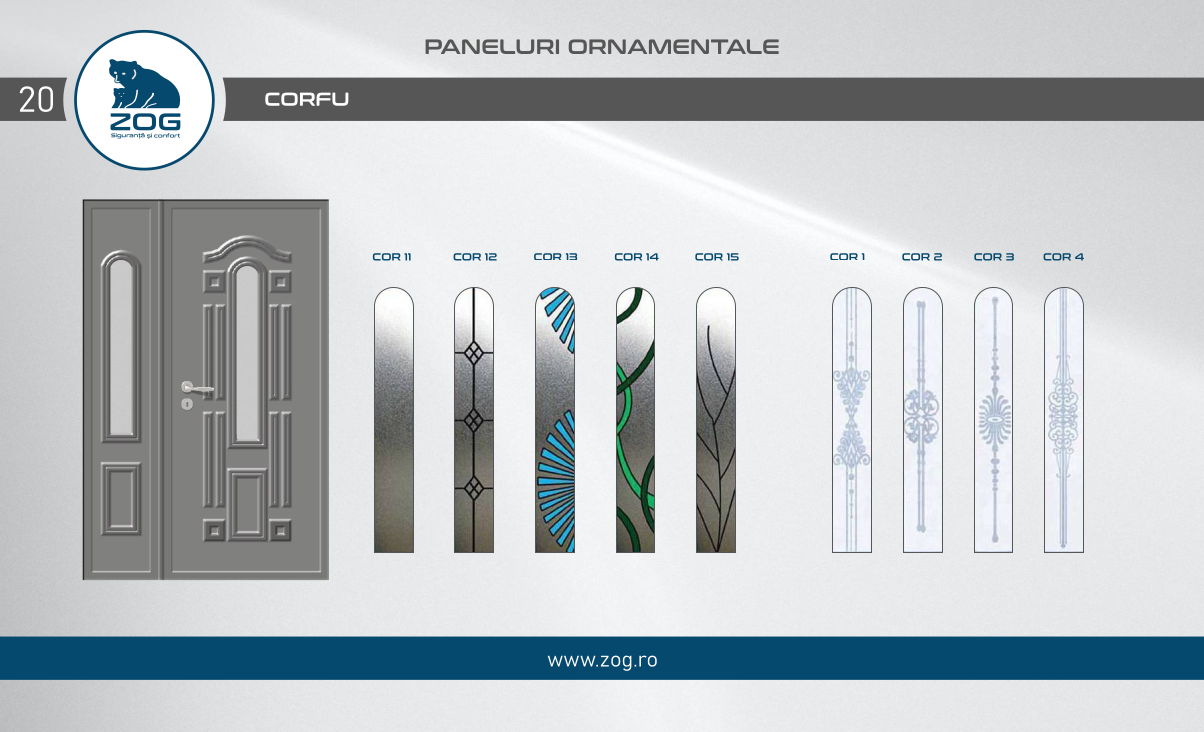 PANELURI ORNAMENTALE
20
ZOG
Siguranță și confort
CORFU
COR 11
COR 12
COR 13
COR 14
COR 15
COR 1
COR 2
COR 3
COR 4
www.zog.ro